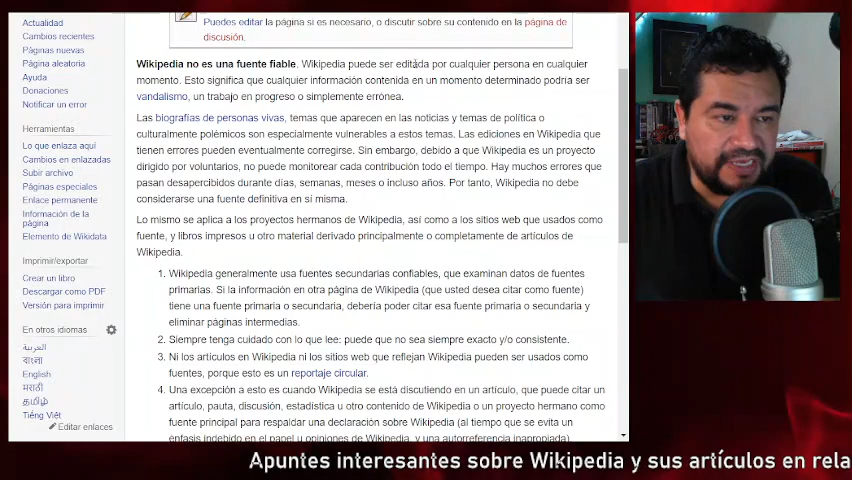 Puedes editar la página si es necesario, o discutir sobre su contenido en la página de
discusión.
Actualidad
Cambios recientes
Páginas nuevas
Página aleatoria
Ayuda
Donaciones
Notificar un error
Herramientas
Lo que enlaza aquí
Cambios en enlazadas
Subir archivo
Páginas especiales
Enlace permanente
Información de la
página
Elemento de Wikidata
Imprimir/exportar
Crear un libro
Descargar como PDF
Versión para imprimir
En otros idiomas
العربية
বাংলা
English
मराठी
தமிழ்
Tiếng Việt
Editar enlaces
Wikipedia no es una fuente fiable. Wikipedia puede ser editada por cualquier persona en cualquier
momento. Esto significa que cualquier información contenida en un momento determinado podría ser
vandalismo, un trabajo en progreso o simplemente errónea.
Las biografías de personas vivas, temas que aparecen en las noticias y temas de política o
culturalmente polémicos son especialmente vulnerables a estos temas. Las ediciones en Wikipedia que
tienen errores pueden eventualmente corregirse. Sin embargo, debido a que Wikipedia es un proyecto
dirigido por voluntarios, no puede monitorear cada contribución todo el tiempo. Hay muchos errores que
pasan desapercibidos durante días, semanas, meses o incluso años. Por tanto, Wikipedia no debe
considerarse una fuente definitiva en sí misma.
Lo mismo se aplica a los proyectos hermanos de Wikipedia, así como a los sitios web que usados como
fuente, y libros impresos u otro material derivado principalmente o completamente de artículos de
Wikipedia.
1. Wikipedia generalmente usa fuentes secundarias confiables, que examinan datos de fuentes
primarias. Si la información en otra página de Wikipedia (que usted desea citar como fuente)
tiene una fuente primaria o secundaria, debería poder citar esa fuente primaria o secundaria y
eliminar páginas intermedias.
2. Siempre tenga cuidado con lo que lee: puede que no sea siempre exacto y/o consistente.
3. Ni los artículos en Wikipedia ni los sitios web que reflejan Wikipedia pueden ser usados como
fuentes, porque esto es un reportaje circular.
4. Una excepción a esto es cuando Wikipedia se está discutiendo en un artículo, que puede citar un
artículo, pauta, discusión, estadística u otro contenido de Wikipedia o un proyecto hermano como
fuente principal para respaldar una declaración sobre Wikipedia (al tiempo que se evita un
énfasis indebido en el papel u opiniones de Wikipedia, y una autorreferencia inapropiada).
Apuntes interesantes sobre Wikipedia y sus artículos en rela